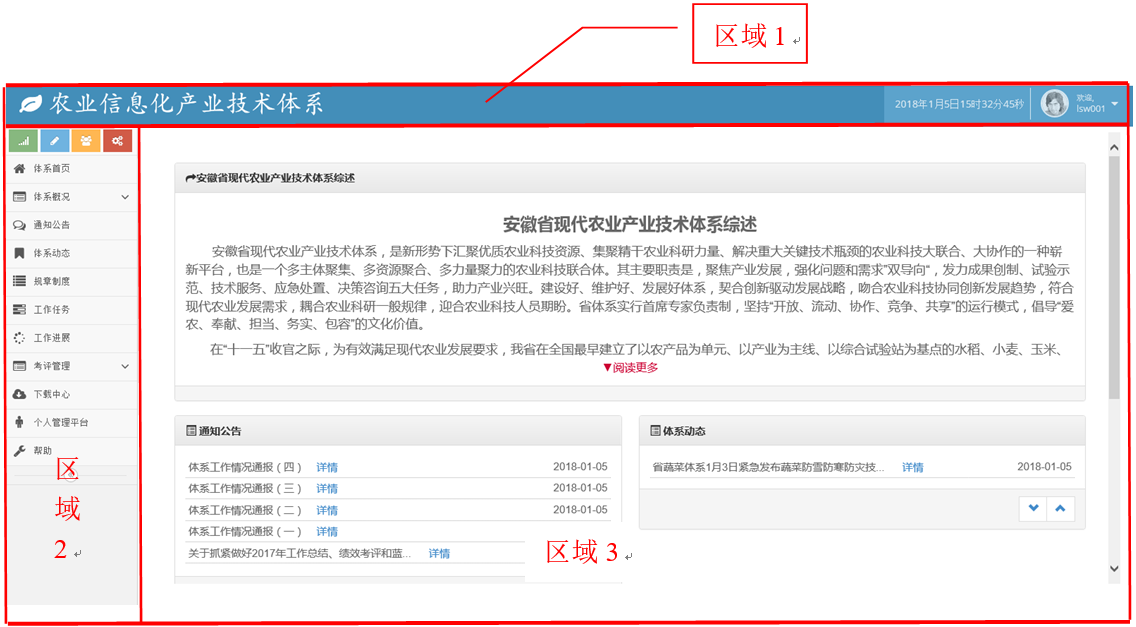 区域 1
农业信息化产业技术体系
2018年1月5日15时32分45秒
欢迎,
lsw001
体系首页
体系概况
通知公告
体系动态
规章制度
工作任务
工作进展
考评管理
下载中心
个人管理平台
帮助
区
域
2
安徽省现代农业产业技术体系综述
安徽省现代农业产业技术体系综述
安徽省现代农业产业技术体系，是新形势下汇聚优质农业科技资源、集聚精干农业科研力量、解决重大关键技术瓶颈的农业科技大联合、大协作的一种崭
新平台，也是一个多主体聚集、多资源聚合、多力量聚力的农业科技联合体。其主要职责是，聚焦产业发展，强化问题和需求“双导向”，发力成果创制、试验示
范、技术服务、应急处置、决策咨询五大任务，助力产业兴旺。建设好、维护好、发展好体系，契合创新驱动发展战略，吻合农业科技协同创新发展趋势，符合
现代农业发展需求，耦合农业科研一般规律，迎合农业科技人员期盼。省体系实行首席专家负责制，坚持“开放、流动、协作、竞争、共享”的运行模式，倡导“爱
农、奉献、担当、务实、包容”的文化价值。
在“十一五”收官之际，为有效满足现代农业发展要求，我省在全国最早建立了以农产品为单元、以产业为主线、以综合试验站为基点的水稻、小麦、玉米、
▼阅读更多
通知公告
体系工作情况通报（四） 详情 2018-01-05
体系工作情况通报（三） 详情 2018-01-05
体系工作情况通报（二） 详情 2018-01-05
体系工作情况通报（一） 详情
关于抓紧做好2017年工作总结、绩效考评和蓝... 详情
体系动态
省蔬菜体系1月3日紧急发布蔬菜防雪防寒防灾技... 详情 2018-01-05
区域 3